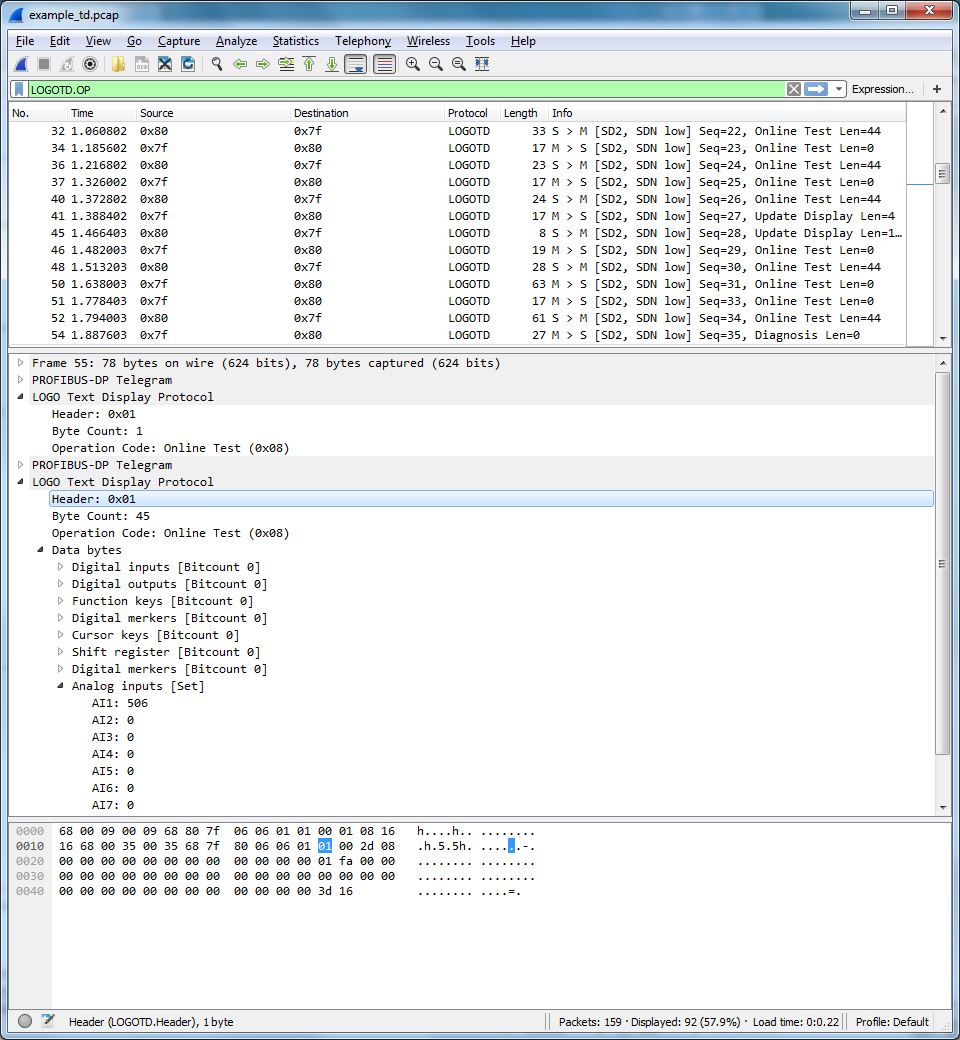 example_td.pcap
File Edit View Go Capture Analyze Statistics Telephony Wireless Tools Help
LOGOTD.OP Expression... +
No. Time Source Destination Protocol Length Info
32 1.060802 0x80 0x7f LOGOTD 33 S > M [SD2, SDN low] Seq=22, Online Test Len=44
34 1.185602 0x7f 0x80 LOGOTD 17 M > S [SD2, SDN low] Seq=23, Online Test Len=0
36 1.216802 0x80 0x7f LOGOTD 23 S > M [SD2, SDN low] Seq=24, Online Test Len=44
37 1.326002 0x7f 0x80 LOGOTD 17 M > S [SD2, SDN low] Seq=25, Online Test Len=0
40 1.372802 0x80 0x7f LOGOTD 24 S > M [SD2, SDN low] Seq=26, Online Test Len=44
41 1.388402 0x7f 0x80 LOGOTD 17 M > S [SD2, SDN low] Seq=27, Update Display Len=4
45 1.466403 0x80 0x7f LOGOTD 8 S > M [SD2, SDN low] Seq=28, Update Display Len=1…
46 1.482003 0x7f 0x80 LOGOTD 19 M > S [SD2, SDN low] Seq=29, Online Test Len=0
48 1.513203 0x80 0x7f LOGOTD 28 S > M [SD2, SDN low] Seq=30, Online Test Len=44
50 1.638003 0x7f 0x80 LOGOTD 63 M > S [SD2, SDN low] Seq=31, Online Test Len=0
51 1.778403 0x7f 0x80 LOGOTD 17 M > S [SD2, SDN low] Seq=33, Online Test Len=0
52 1.794003 0x80 0x7f LOGOTD 61 S > M [SD2, SDN low] Seq=34, Online Test Len=44
54 1.887603 0x7f 0x80 LOGOTD 27 M > S [SD2, SDN low] Seq=35, Diagnosis Len=0
Frame 55: 78 bytes on wire (624 bits), 78 bytes captured (624 bits)
PROFIBUS-DP Telegram
LOGO Text Display Protocol
Header: 0x01
Byte Count: 1
Operation Code: Online Test (0x08)
PROFIBUS-DP Telegram
LOGO Text Display Protocol
Header: 0x01
Byte Count: 45
Operation Code: Online Test (0x08)
Data bytes
Digital inputs [Bitcount 0]
Digital outputs [Bitcount 0]
Function keys [Bitcount 0]
Digital merkers [Bitcount 0]
Cursor keys [Bitcount 0]
Shift register [Bitcount 0]
Digital merkers [Bitcount 0]
Analog inputs [Set]
AI1: 506
AI2: 0
AI3: 0
AI4: 0
AI5: 0
AI6: 0
AI7: 0
0000 68 00 09 00 09 68 80 7f 06 06 01 01 00 01 08 16 h....h.. ........
0010 16 68 00 35 00 35 68 7f 80 06 06 01 01 00 2d 08 .h.5.5h. ......-.
0020 00 00 00 00 00 00 00 00 00 00 00 00 01 fa 00 00 ........ ........
0030 00 00 00 00 00 00 00 00 00 00 00 00 00 00 00 00 ........ ........
0040 00 00 00 00 00 00 00 00 00 00 00 00 3d 16 ........ ....=.
Header (LOGOTD.Header), 1 byte Packets: 159 · Displayed: 92 (57.9%) · Load time: 0:0.22 Profile: Default